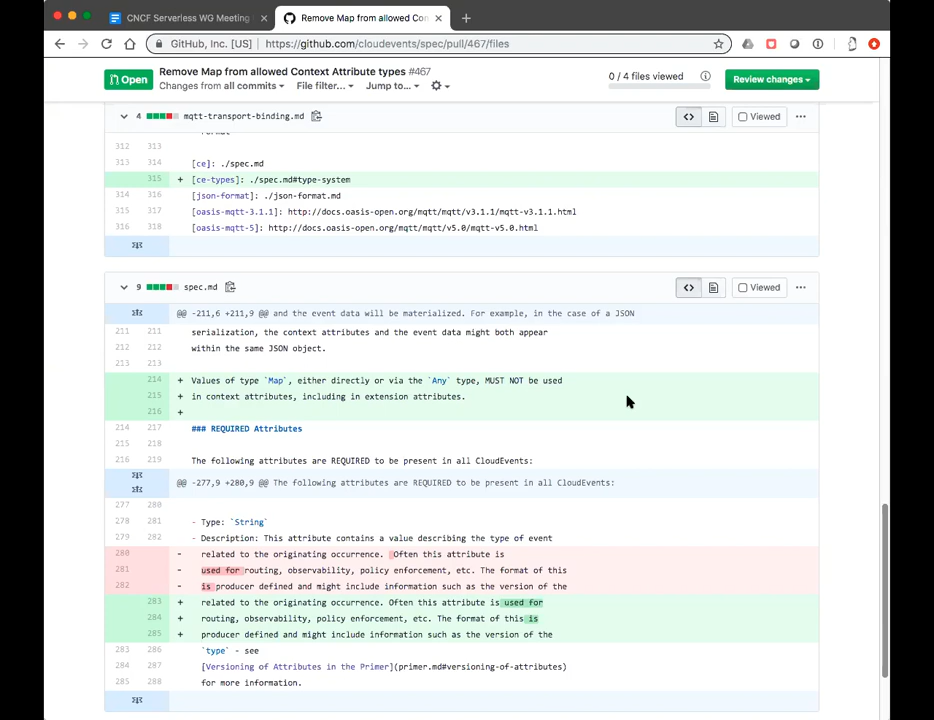 CNCF Serverless WG Meeting
Remove Map from allowed Con
GitHub, Inc. [US] | https://github.com/cloudevents/spec/pull/467/files
Open
Remove Map from allowed Context Attribute types #467
Changes from all commits File filter... Jump to...
0 / 4 files viewed
Review changes
4 mqtt-transport-binding.md
Viewed
312 313
313 314 [ce]: ./spec.md
315 + [ce-types]: ./spec.md#type-system
314 316 [json-format]: ./json-format.md
315 317 [oasis-mqtt-3.1.1]: http://docs.oasis-open.org/mqtt/mqtt/v3.1.1/mqtt-v3.1.1.html
316 318 [oasis-mqtt-5]: http://docs.oasis-open.org/mqtt/mqtt/v5.0/mqtt-v5.0.html
9 spec.md
Viewed
@@ -211,6 +211,9 @@ and the event data will be materialized. For example, in the case of a JSON
211 211 serialization, the context attributes and the event data might both appear
212 212 within the same JSON object.
213 213
214 + Values of type `Map`, either directly or via the `Any` type, MUST NOT be used
215 + in context attributes, including in extension attributes.
216 +
214 217 ### REQUIRED Attributes
215 218
216 219 The following attributes are REQUIRED to be present in all CloudEvents:
@@ -277,9 +280,9 @@ The following attributes are REQUIRED to be present in all CloudEvents:
277 280
278 281 - Type: `String`
279 282 - Description: This attribute contains a value describing the type of event
280 - related to the originating occurrence. Often this attribute is
281 - used for routing, observability, policy enforcement, etc. The format of this
282 - is producer defined and might include information such as the version of the
283 + related to the originating occurrence. Often this attribute is used for
284 + routing, observability, policy enforcement, etc. The format of this is
285 + producer defined and might include information such as the version of the
283 286 `type` - see
284 287 [Versioning of Attributes in the Primer](primer.md#versioning-of-attributes)
285 288 for more information.